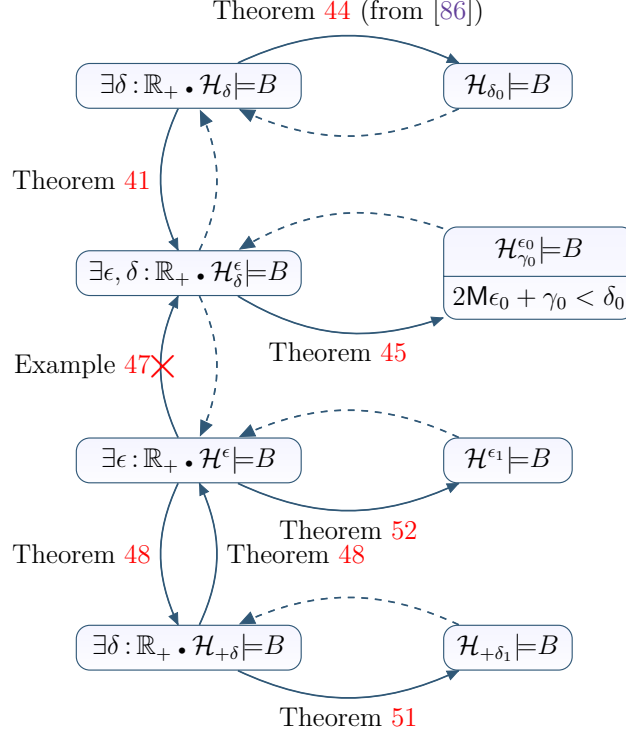 Theorem 44 (from [86])
∃δ : ℝ₊ • ℋ_δ |= B
ℋ_δ₀ |= B
Theorem 41
∃ϵ, δ : ℝ₊ • ℋ^ϵ_δ |= B
ℋ^ϵ₀_γ₀ |= B
2Mϵ₀ + γ₀ < δ₀
Theorem 45
Example 47
∃ϵ : ℝ₊ • ℋ^ϵ |= B
ℋ^ϵ₁ |= B
Theorem 52
Theorem 48
Theorem 48
∃δ : ℝ₊ • ℋ_+δ |= B
ℋ_+δ₁ |= B
Theorem 51